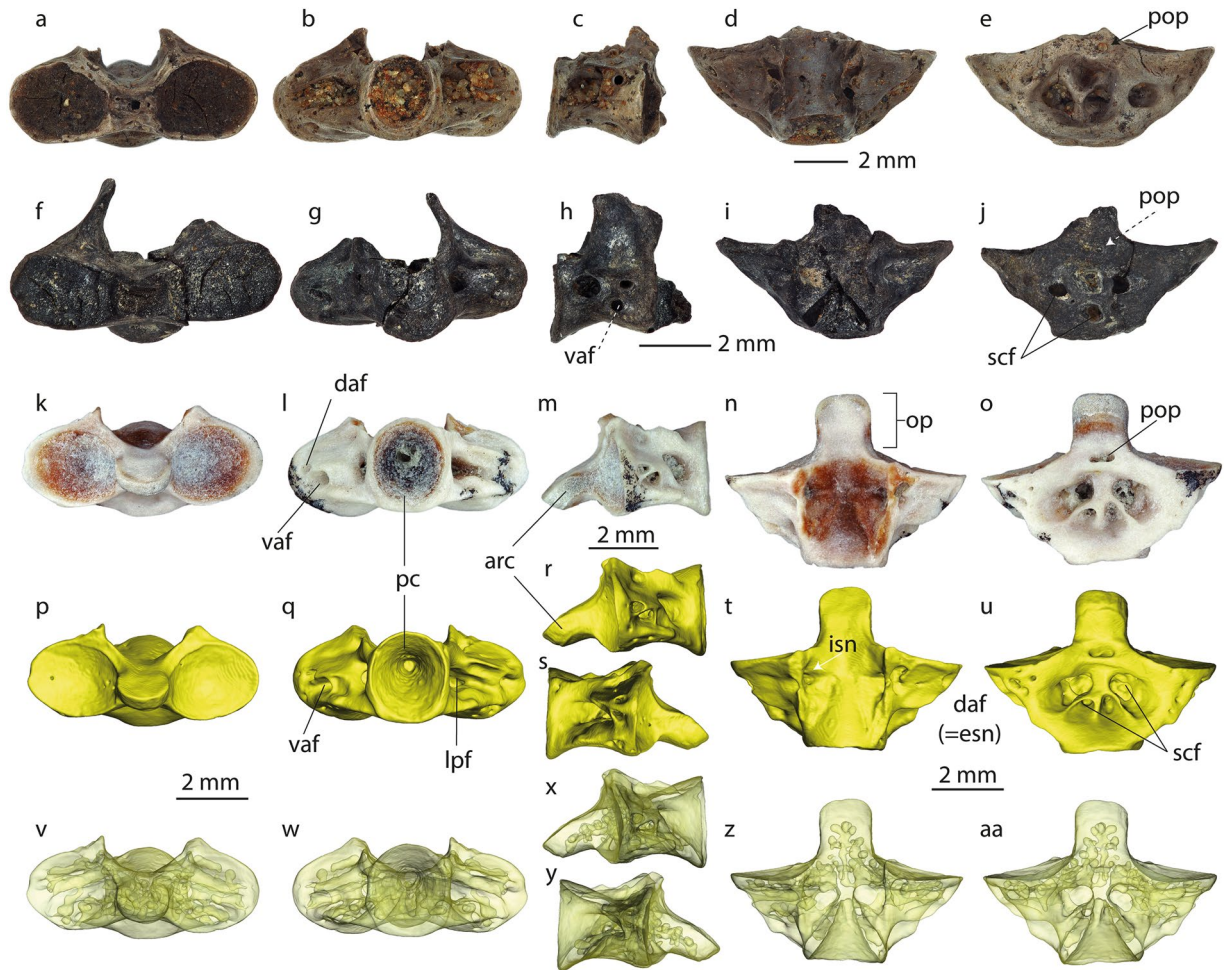 a
b
c
d
e
pop
2 mm
f
g
h
i
j
pop
vaf
2 mm
scf
k
l
m
n
o
daf
op
pop
vaf
2 mm
arc
pc
r
p
q
t
u
isn
s
daf
(=esn)
vaf
lpf
scf
2 mm
x
2 mm
v
w
z
aa
y